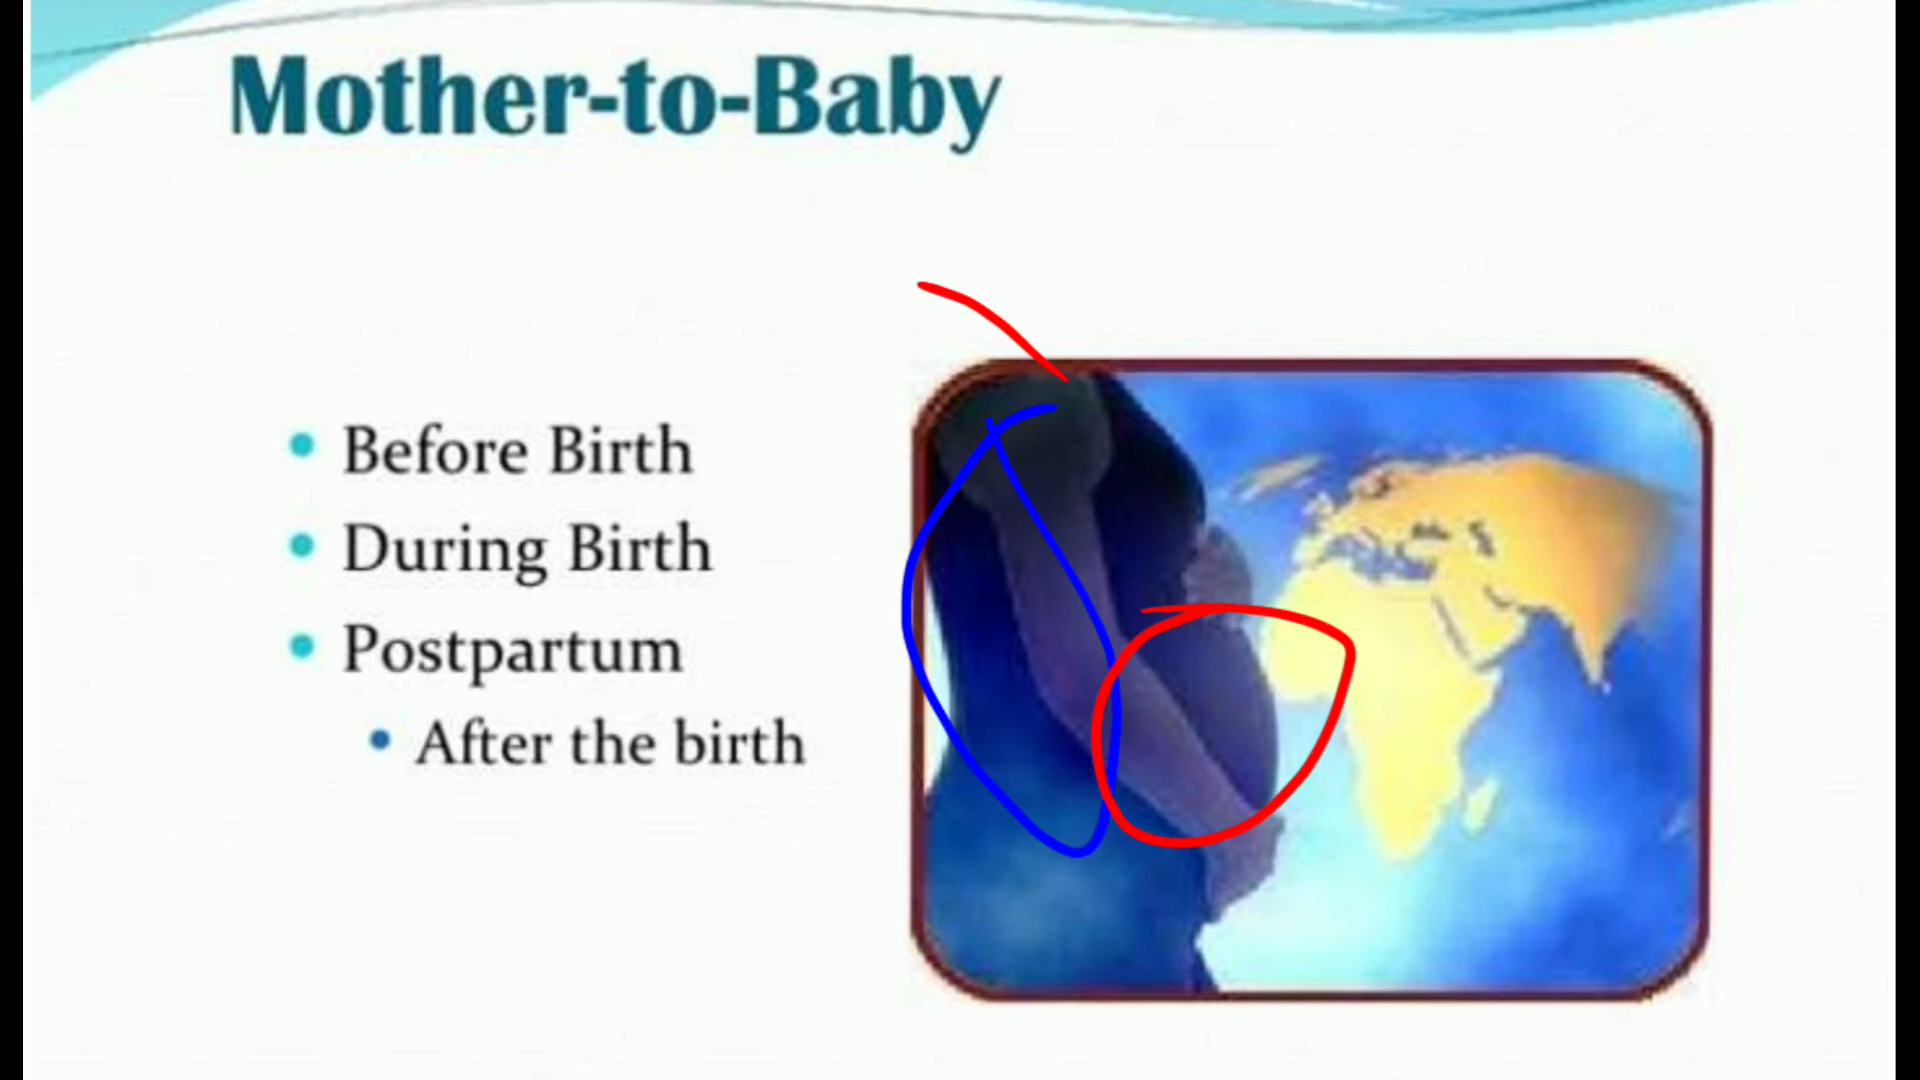 Mother-to-Baby
Before Birth
During Birth
Postpartum
After the birth